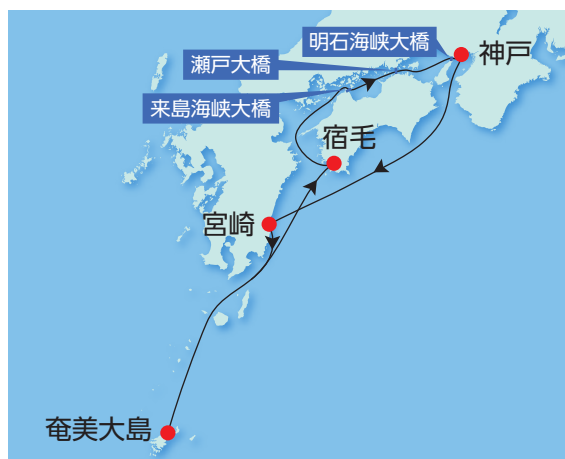 明石海峡大橋
神戸
瀬戸大橋
来島海峡大橋
宿毛
宮崎
奄美大島